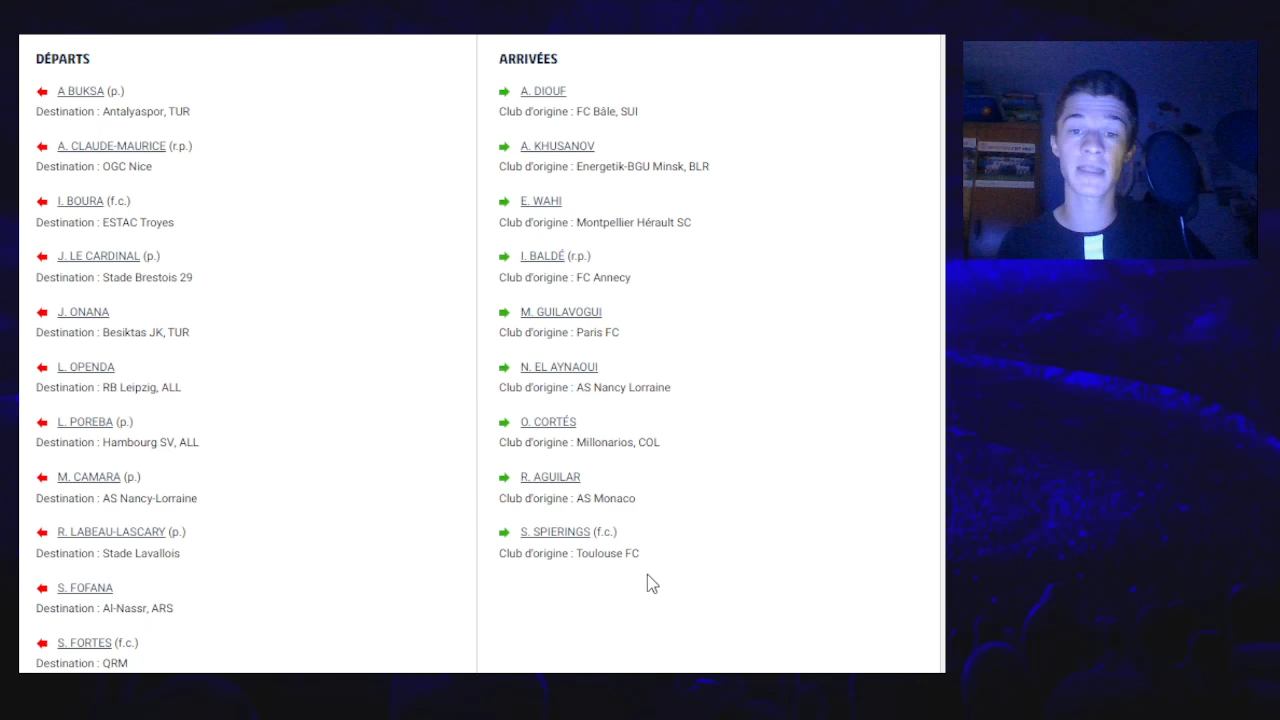 DÉPARTS
A BUKSA (p.)
Destination : Antalyaspor, TUR
A. CLAUDE-MAURICE (r.p.)
Destination : OGC Nice
I. BOURA (f.c.)
Destination : ESTAC Troyes
J. LE CARDINAL (p.)
Destination : Stade Brestois 29
J. ONANA
Destination : Besiktas JK, TUR
L. OPENDA
Destination : RB Leipzig, ALL
L. POREBA (p.)
Destination : Hambourg SV, ALL
M. CAMARA (p.)
Destination : AS Nancy-Lorraine
R. LABEAU-LASCARY (p.)
Destination : Stade Lavallois
S. FOFANA
Destination : Al-Nassr, ARS
S. FORTES (f.c.)
Destination : QRM
ARRIVÉES
A. DIOUF
Club d'origine : FC Bâle, SUI
A. KHUSANOV
Club d'origine : Energetik-BGU Minsk, BLR
E. WAHI
Club d'origine : Montpellier Hérault SC
I. BALDÉ (r.p.)
Club d'origine : FC Annecy
M. GUILAVOGUI
Club d'origine : Paris FC
N. EL AYNAOUI
Club d'origine : AS Nancy Lorraine
O. CORTÉS
Club d'origine : Millonarios, COL
R. AGUILAR
Club d'origine : AS Monaco
S. SPIERINGS (f.c.)
Club d'origine : Toulouse FC